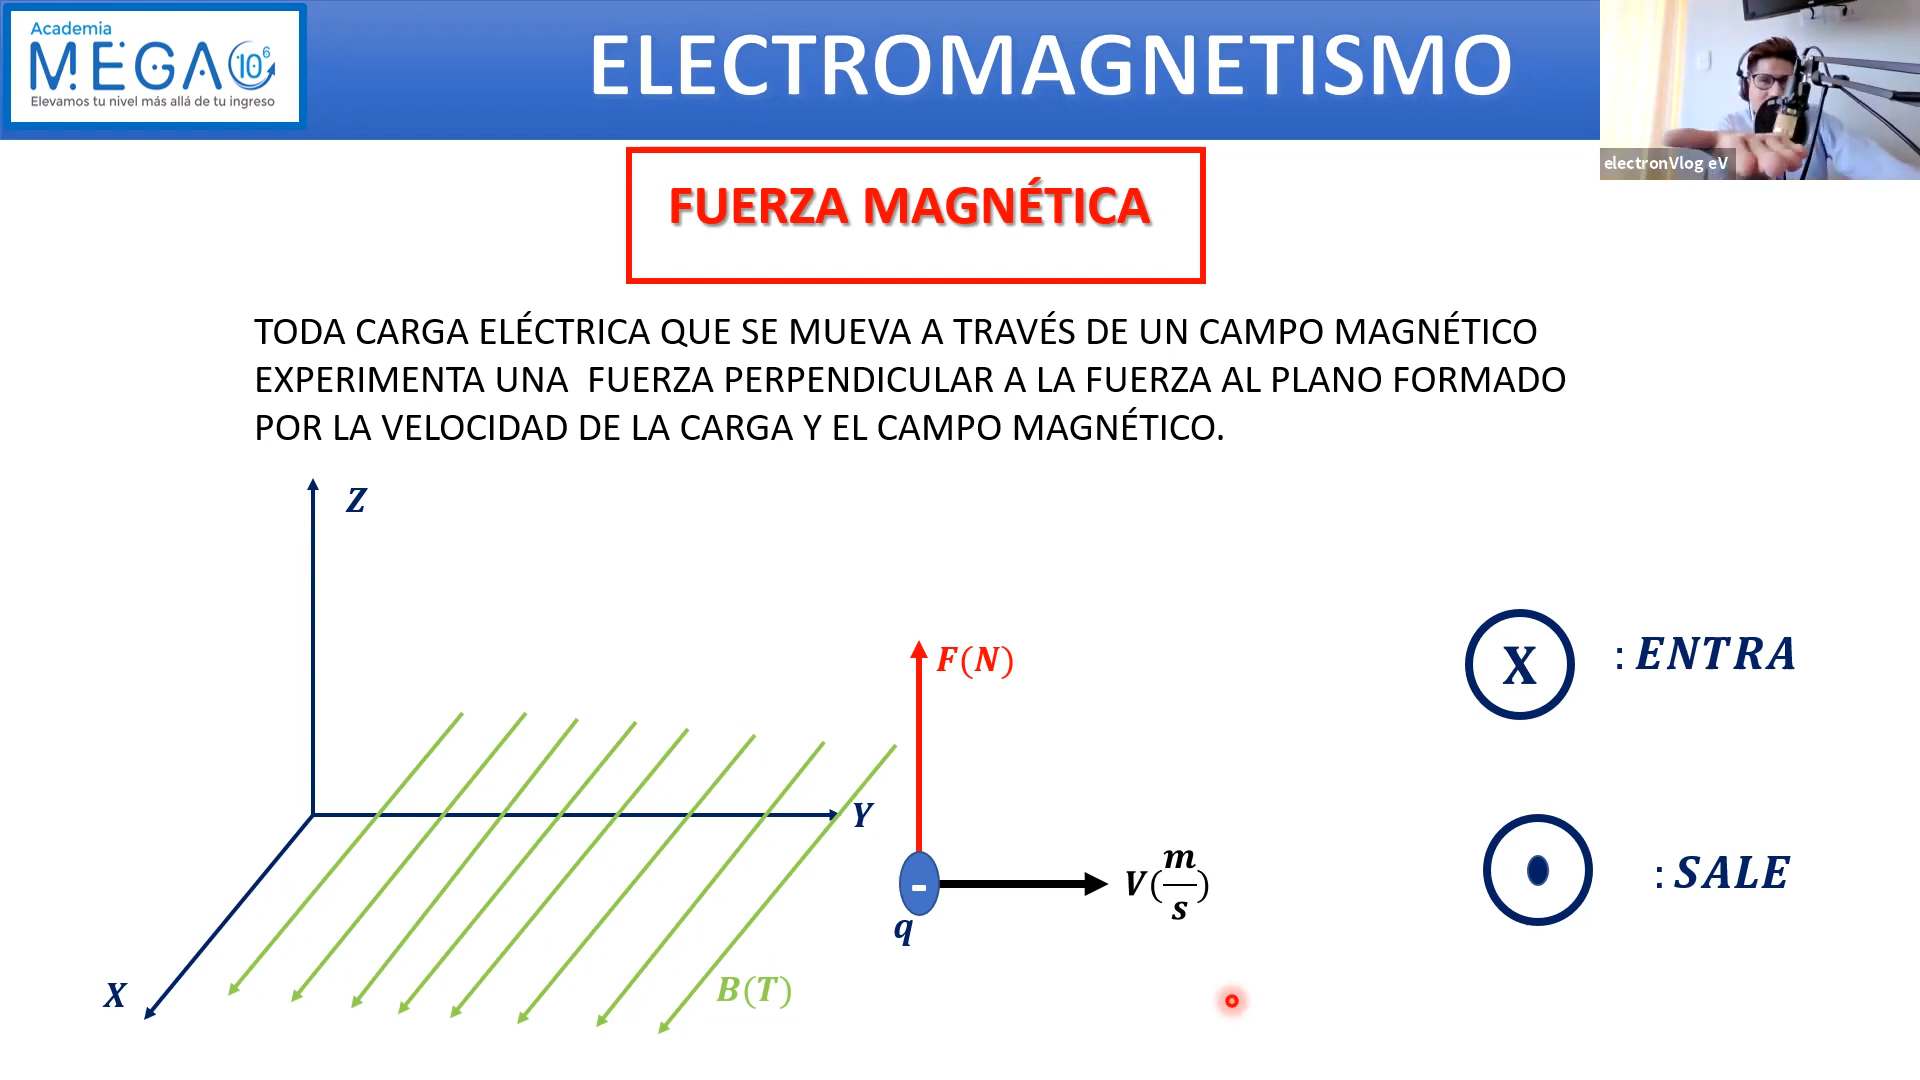 Academia
MEGA 10⁶
Elevamos tu nivel más allá de tu ingreso
ELECTROMAGNETISMO
electronVlog eV
FUERZA MAGNÉTICA
TODA CARGA ELÉCTRICA QUE SE MUEVA A TRAVÉS DE UN CAMPO MAGNÉTICO
EXPERIMENTA UNA FUERZA PERPENDICULAR A LA FUERZA AL PLANO FORMADO
POR LA VELOCIDAD DE LA CARGA Y EL CAMPO MAGNÉTICO.
Z
F(N)
X : ENTRA
Y
-
V(m/s)
q
: SALE
X
B(T)